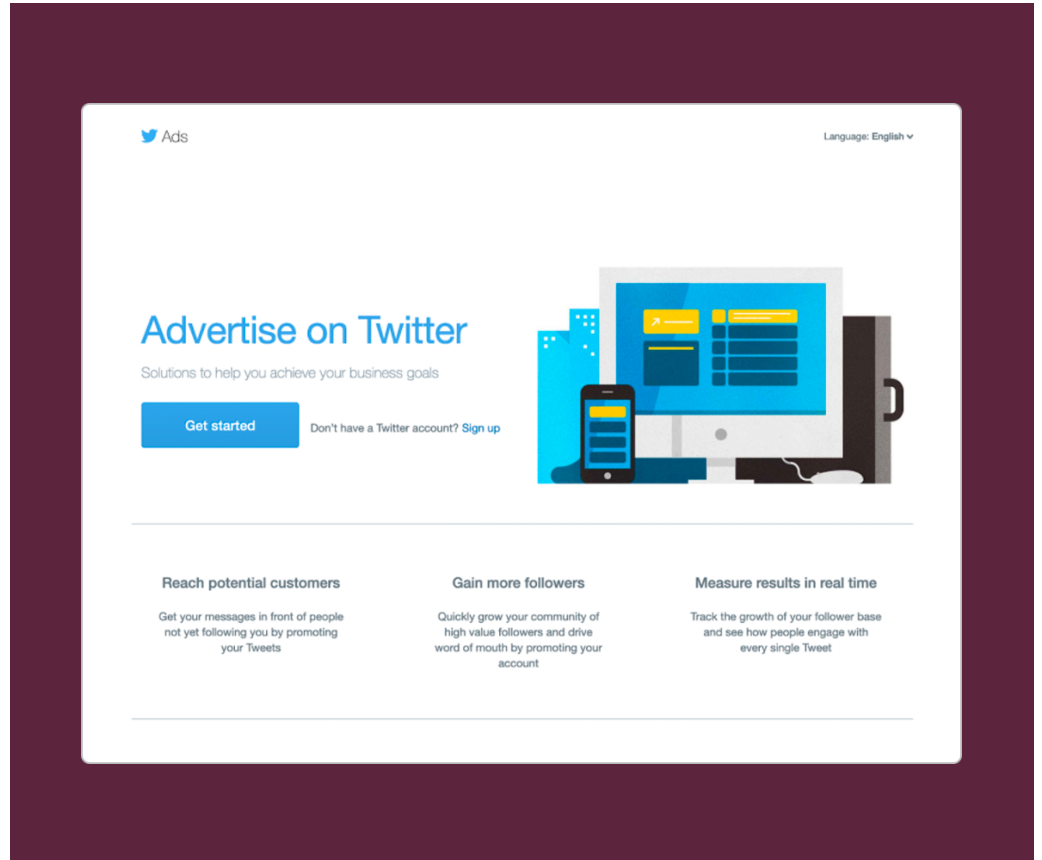 Ads
Language: English
Advertise on Twitter
Solutions to help you achieve your business goals
Get started
Don't have a Twitter account? Sign up
Reach potential customers
Get your messages in front of people
not yet following you by promoting
your Tweets
Gain more followers
Quickly grow your community of
high value followers and drive
word of mouth by promoting your
account
Measure results in real time
Track the growth of your follower base
and see how people engage with
every single Tweet